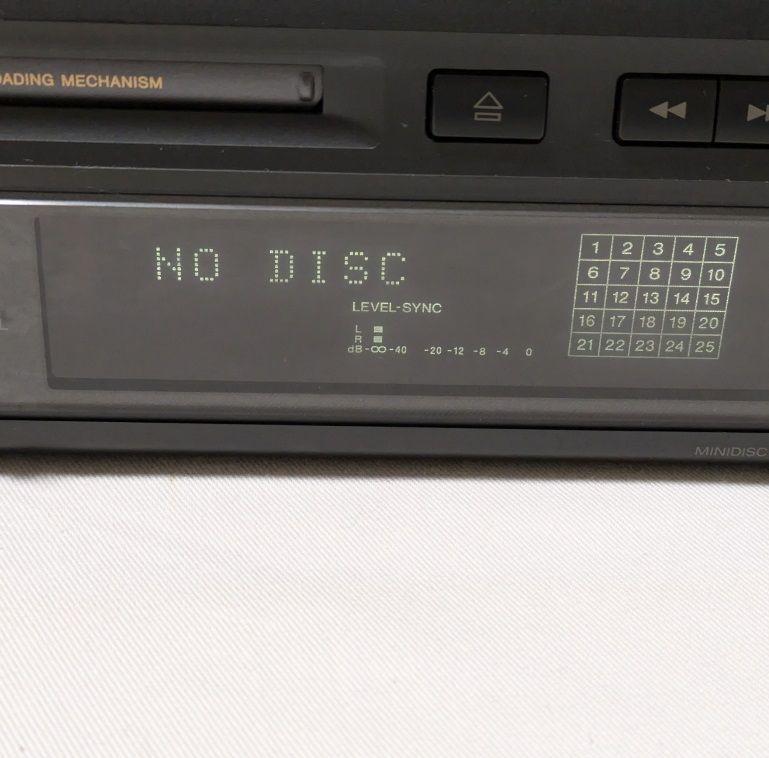 ADING MECHANISM
NO DISC
LEVEL-SYNC
L
R
dB -∞ -40 -20 -12 -8 -4 0
1 2 3 4 5
6 7 8 9 10
11 12 13 14 15
16 17 18 19 20
21 22 23 24 25
MINIDISC